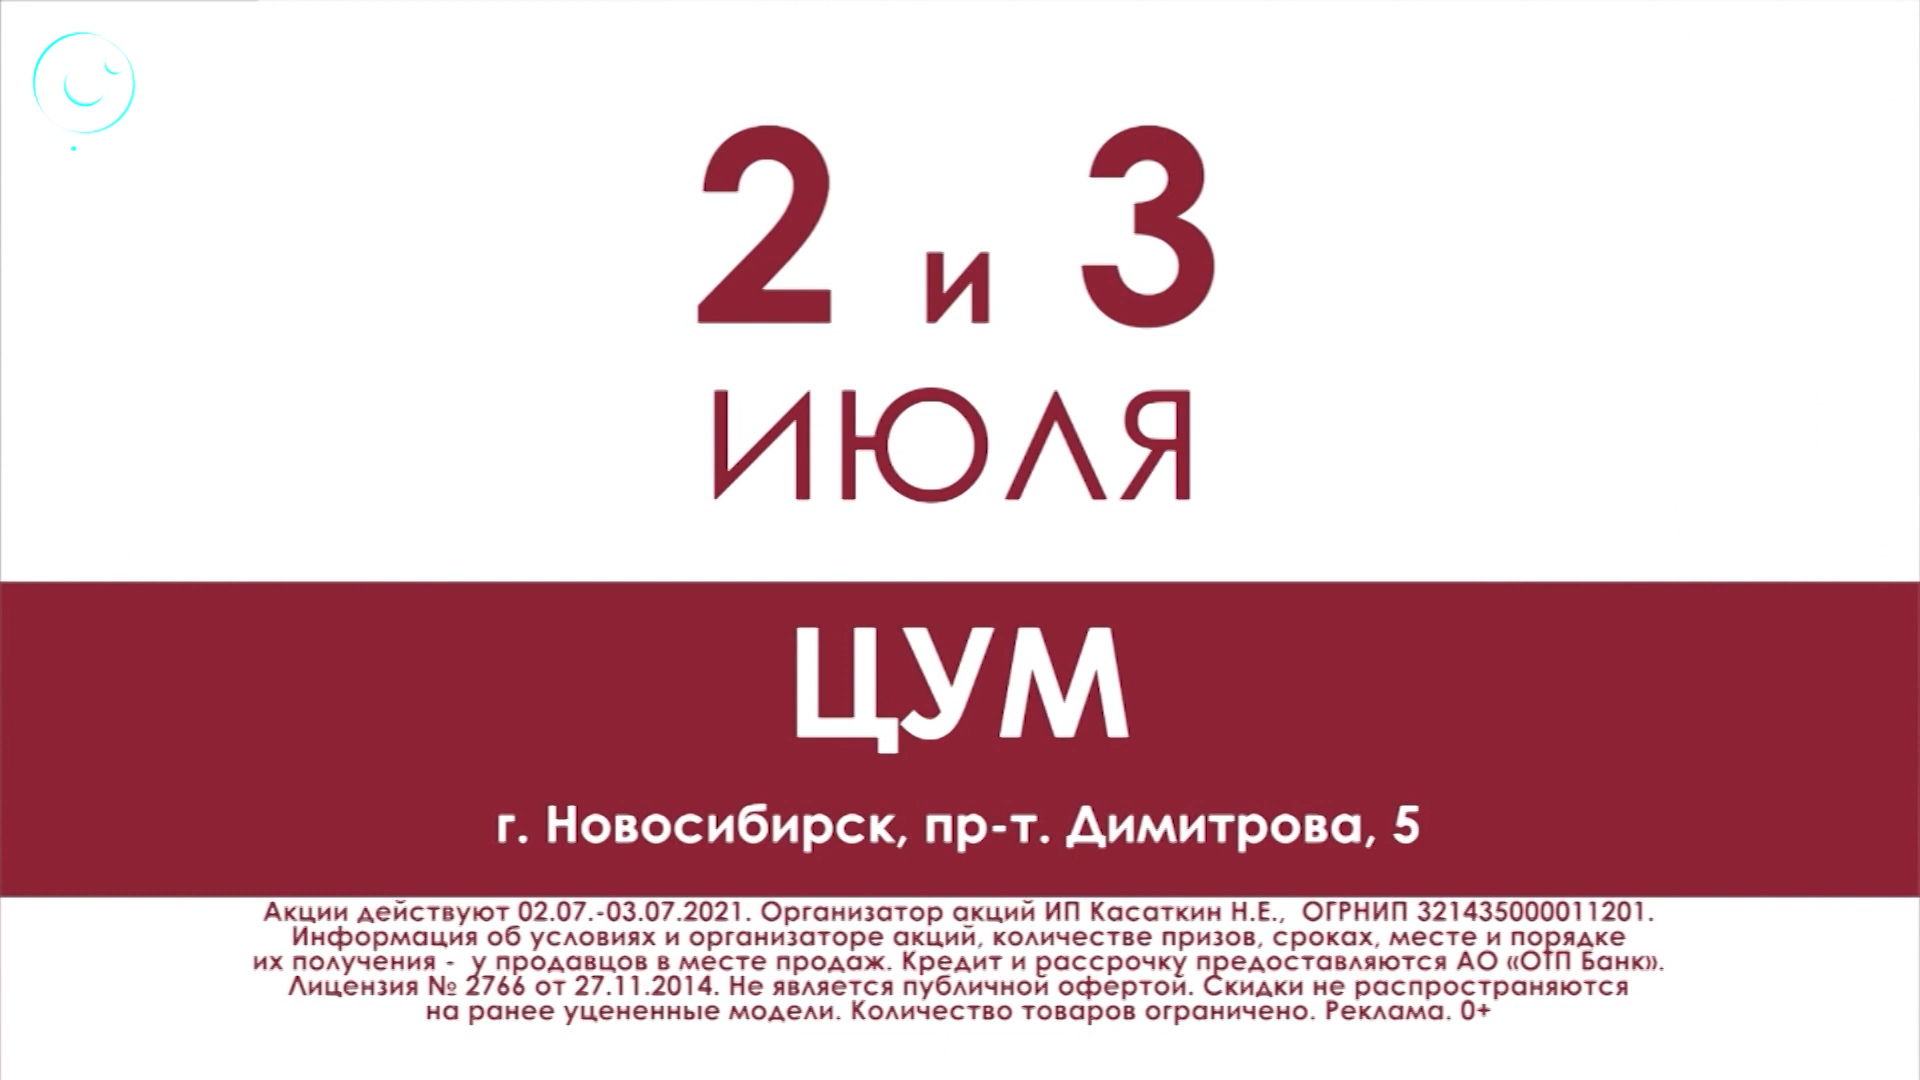 2 и 3
ИЮЛЯ
ЦУМ
г. Новосибирск, пр-т. Димитрова, 5
Акции действуют 02.07.-03.07.2021. Организатор акций ИП Касаткин Н.Е., ОГРНИП 321435000011201.
Информация об условиях и организаторе акций, количестве призов, сроках, месте и порядке
их получения - у продавцов в месте продаж. Кредит и рассрочку предоставляются АО «ОТП Банк».
Лицензия № 2766 от 27.11.2014. Не является публичной офертой. Скидки не распространяются
на ранее уцененные модели. Количество товаров ограничено. Реклама. 0+